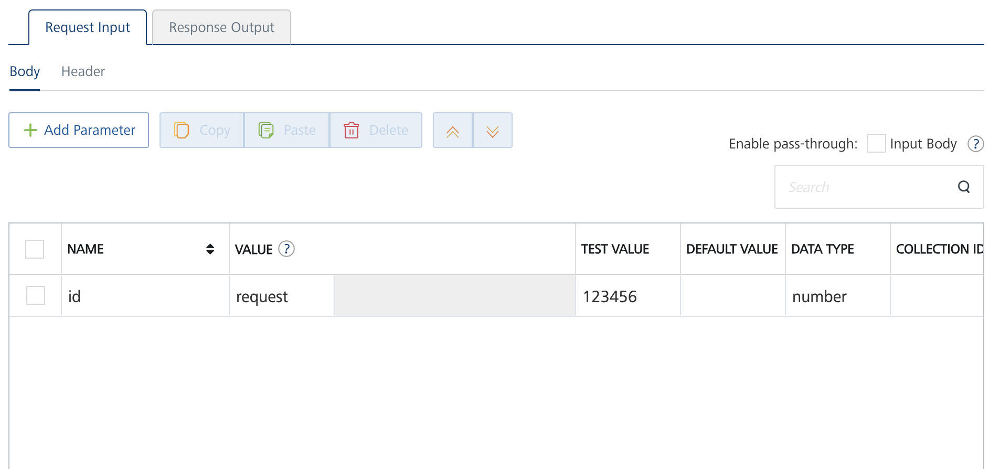 Request Input Response Output
Body Header
Add Parameter Copy Paste Delete
Enable pass-through: Input Body ?
Search
NAME VALUE ? TEST VALUE DEFAULT VALUE DATA TYPE COLLECTION ID
id request 123456 number